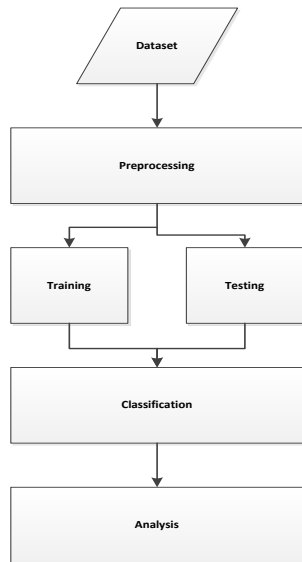 Dataset
Preprocessing
Training
Testing
Classification
Analysis